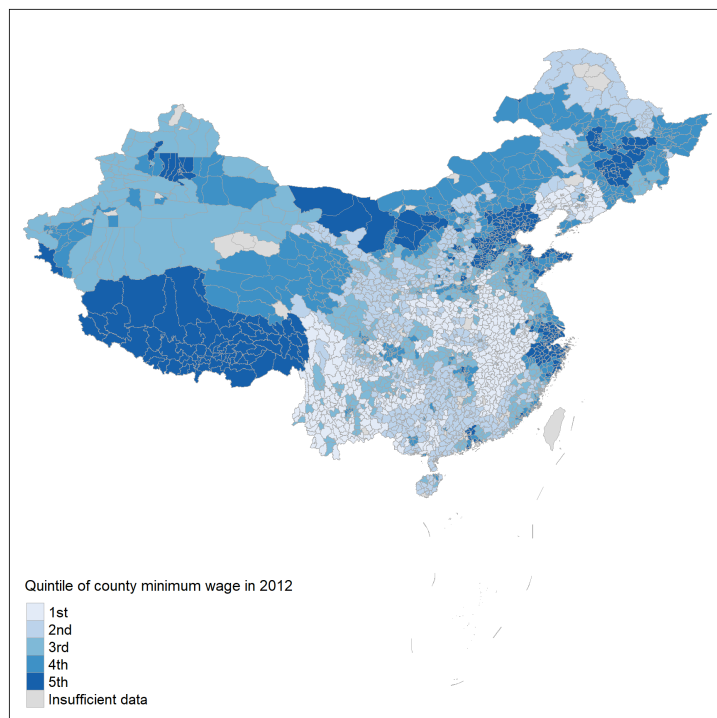 Quintile of county minimum wage in 2012
1st
2nd
3rd
4th
5th
Insufficient data